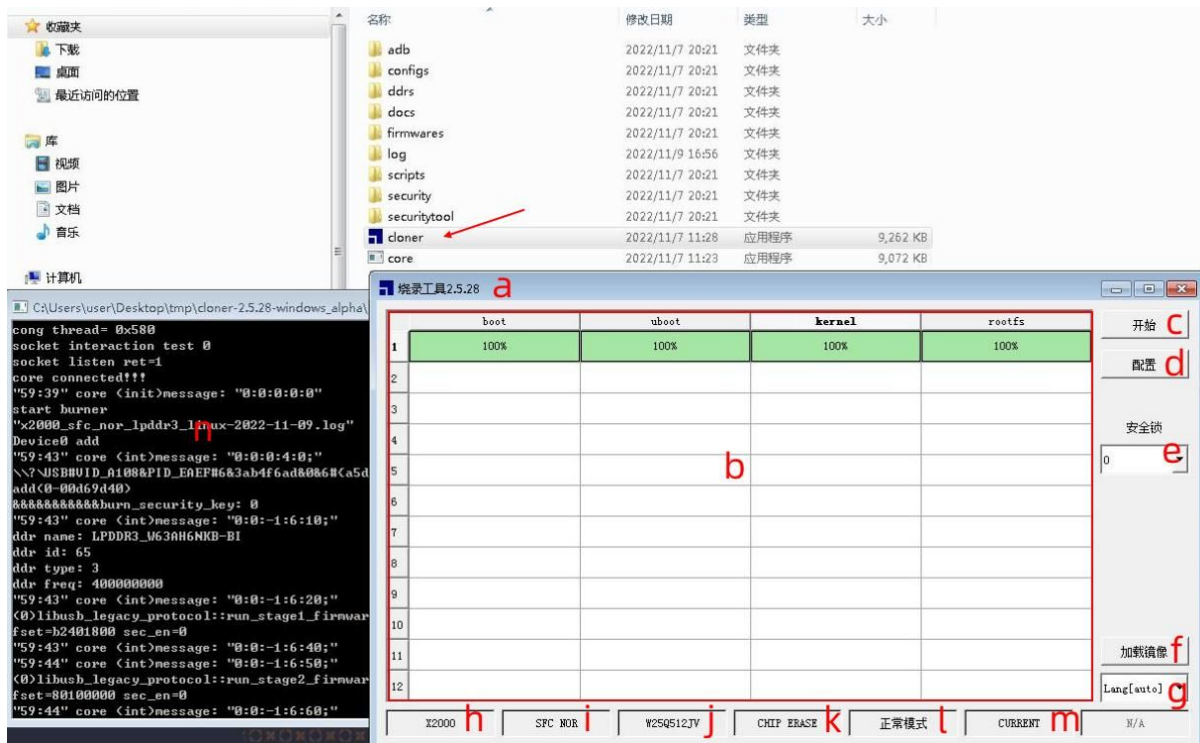 收藏夹
下载
桌面
最近访问的位置
库
视频
图片
文档
音乐
计算机
名称 修改日期 类型 大小
adb 2022/11/7 20:21 文件夹
configs 2022/11/7 20:21 文件夹
ddrs 2022/11/7 20:21 文件夹
docs 2022/11/7 20:21 文件夹
firmwares 2022/11/7 20:21 文件夹
log 2022/11/9 16:56 文件夹
scripts 2022/11/7 20:21 文件夹
security 2022/11/7 20:21 文件夹
securitytool 2022/11/7 20:21 文件夹
cloner 2022/11/7 11:28 应用程序 9,262 KB
core 2022/11/7 11:23 应用程序 9,072 KB
C:\Users\user\Desktop\tmp\cloner-2.5.28-windows_alpha\
cong thread= 0x580
socket interaction test 0
socket listen ret=1
core connected!!!
"59:39" core (init)message: "0:0:0:0:0"
start burner
"x2000_sfc_nor_lpddr3_linux-2022-11-09.log"
n
Device0 add
"59:43" core (int)message: "0:0:0:4:0;"
\\?\USB#VID_A108&PID_EAEF#6&3ab4f6ad&0&6#{a5d
add(0-00d69d40)
&&&&&&&&&&&burn_security_key: 0
"59:43" core (int)message: "0:0:-1:6:10;"
ddr name: LPDDR3_W63AH6NKB-BI
ddr id: 65
ddr type: 3
ddr freq: 400000000
"59:43" core (int)message: "0:0:-1:6:20;"
(0)libusb_legacy_protocol::run_stage1_firmwar
fset=b2401800 sec_en=0
"59:43" core (int)message: "0:0:-1:6:40;"
"59:44" core (int)message: "0:0:-1:6:50;"
(0)libusb_legacy_protocol::run_stage2_firmwar
fset=80100000 sec_en=0
"59:44" core (int)message: "0:0:-1:6:60;"
烧录工具2.5.28 a
boot uboot kernel rootfs
1 100% 100% 100% 100%
2
3
4
5
6
7
8
9
10
11
12
b
开始 c
配置 d
安全锁
0 e
加载镜像 f
Lang[auto] g
X2000 h SFC NOR i W25Q512JV j CHIP ERASE k 正常模式 l CURRENT m N/A